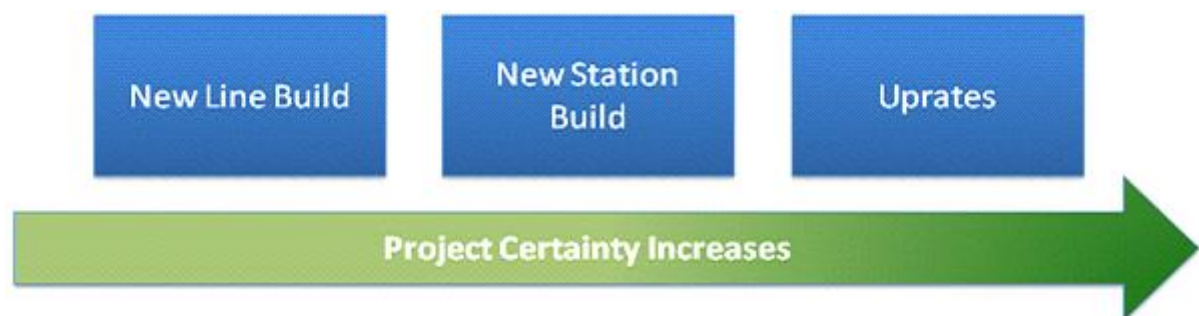 New Line Build
New Station
Build
Uprates
Project Certainty Increases